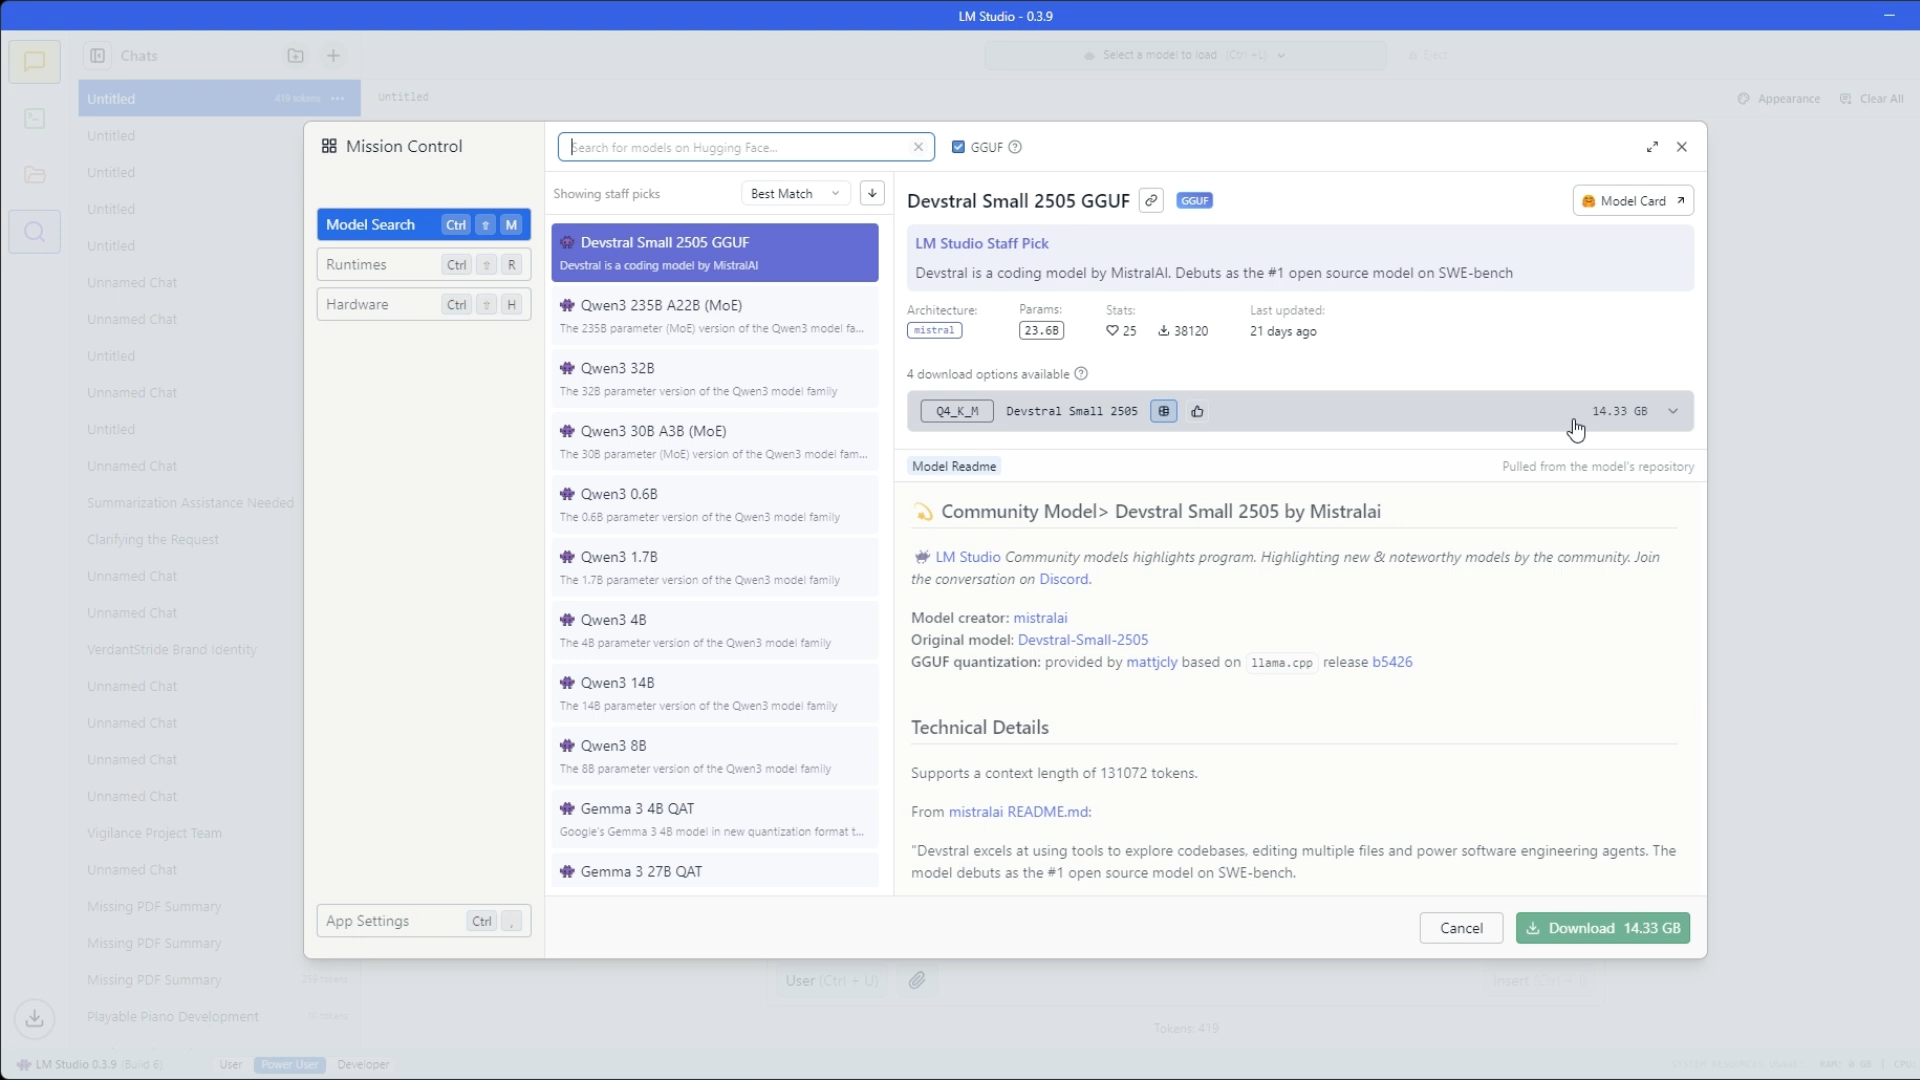 LM Studio - 0.3.9
Chats
Select a model to load (Ctrl +L)
Eject
Untitled 419 tokens
Untitled
Appearance
Clear All
Untitled
Untitled
Untitled
Untitled
Unnamed Chat
Unnamed Chat
Untitled
Unnamed Chat
Untitled
Unnamed Chat
Summarization Assistance Needed
Clarifying the Request
Unnamed Chat
Unnamed Chat
VerdantStride Brand Identity
Unnamed Chat
Unnamed Chat
Unnamed Chat
Unnamed Chat
Vigilance Project Team
Unnamed Chat
Missing PDF Summary
Missing PDF Summary
Missing PDF Summary
Playable Piano Development
Mission Control
Model Search Ctrl ⇧ M
Runtimes Ctrl ⇧ R
Hardware Ctrl ⇧ H
App Settings Ctrl ,
Search for models on Hugging Face...
GGUF
Showing staff picks
Best Match
Devstral Small 2505 GGUF
Devstral is a coding model by MistralAI
Qwen3 235B A22B (MoE)
The 235B parameter (MoE) version of the Qwen3 model fa...
Qwen3 32B
The 32B parameter version of the Qwen3 model family
Qwen3 30B A3B (MoE)
The 30B parameter (MoE) version of the Qwen3 model fam...
Qwen3 0.6B
The 0.6B parameter version of the Qwen3 model family
Qwen3 1.7B
The 1.7B parameter version of the Qwen3 model family
Qwen3 4B
The 4B parameter version of the Qwen3 model family
Qwen3 14B
The 14B parameter version of the Qwen3 model family
Qwen3 8B
The 8B parameter version of the Qwen3 model family
Gemma 3 4B QAT
Google's Gemma 3 4B model in new quantization format t...
Gemma 3 27B QAT
Devstral Small 2505 GGUF
GGUF
Model Card
LM Studio Staff Pick
Devstral is a coding model by MistralAI. Debuts as the #1 open source model on SWE-bench
Architecture: Params: Stats: Last updated:
mistral 23.6B 25 38120 21 days ago
4 download options available
Q4_K_M Devstral Small 2505 14.33 GB
Model Readme
Pulled from the model's repository
Community Model> Devstral Small 2505 by Mistralai
LM Studio Community models highlights program. Highlighting new & noteworthy models by the community. Join
the conversation on Discord.
Model creator: mistralai
Original model: Devstral-Small-2505
GGUF quantization: provided by mattjcly based on llama.cpp release b5426
Technical Details
Supports a context length of 131072 tokens.
From mistralai README.md:
"Devstral excels at using tools to explore codebases, editing multiple files and power software engineering agents. The
model debuts as the #1 open source model on SWE-bench.
Cancel
Download 14.33 GB
User (Ctrl + U)
Insert
Tokens: 419
LM Studio 0.3.9 (Build 6)
User
Power User
Developer